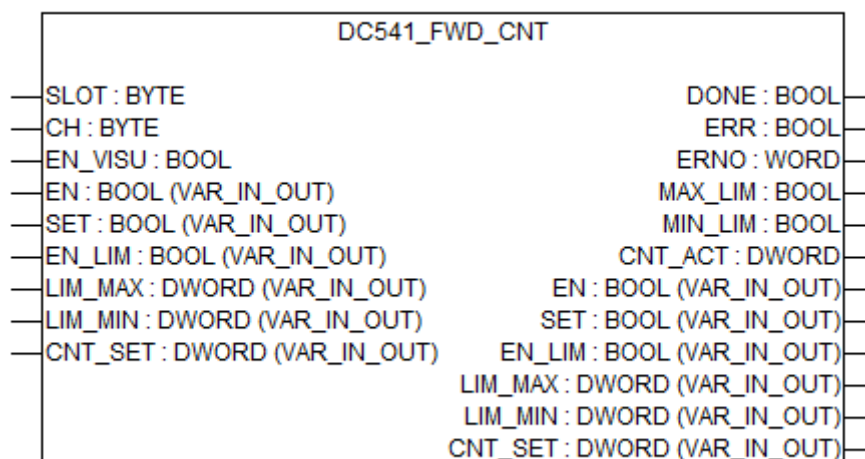 DC541_FWD_CNT
SLOT : BYTE DONE : BOOL
CH : BYTE ERR : BOOL
EN_VISU : BOOL ERNO : WORD
EN : BOOL (VAR_IN_OUT) MAX_LIM : BOOL
SET : BOOL (VAR_IN_OUT) MIN_LIM : BOOL
EN_LIM : BOOL (VAR_IN_OUT) CNT_ACT : DWORD
LIM_MAX : DWORD (VAR_IN_OUT) EN : BOOL (VAR_IN_OUT)
LIM_MIN : DWORD (VAR_IN_OUT) SET : BOOL (VAR_IN_OUT)
CNT_SET : DWORD (VAR_IN_OUT) EN_LIM : BOOL (VAR_IN_OUT)
LIM_MAX : DWORD (VAR_IN_OUT)
LIM_MIN : DWORD (VAR_IN_OUT)
CNT_SET : DWORD (VAR_IN_OUT)